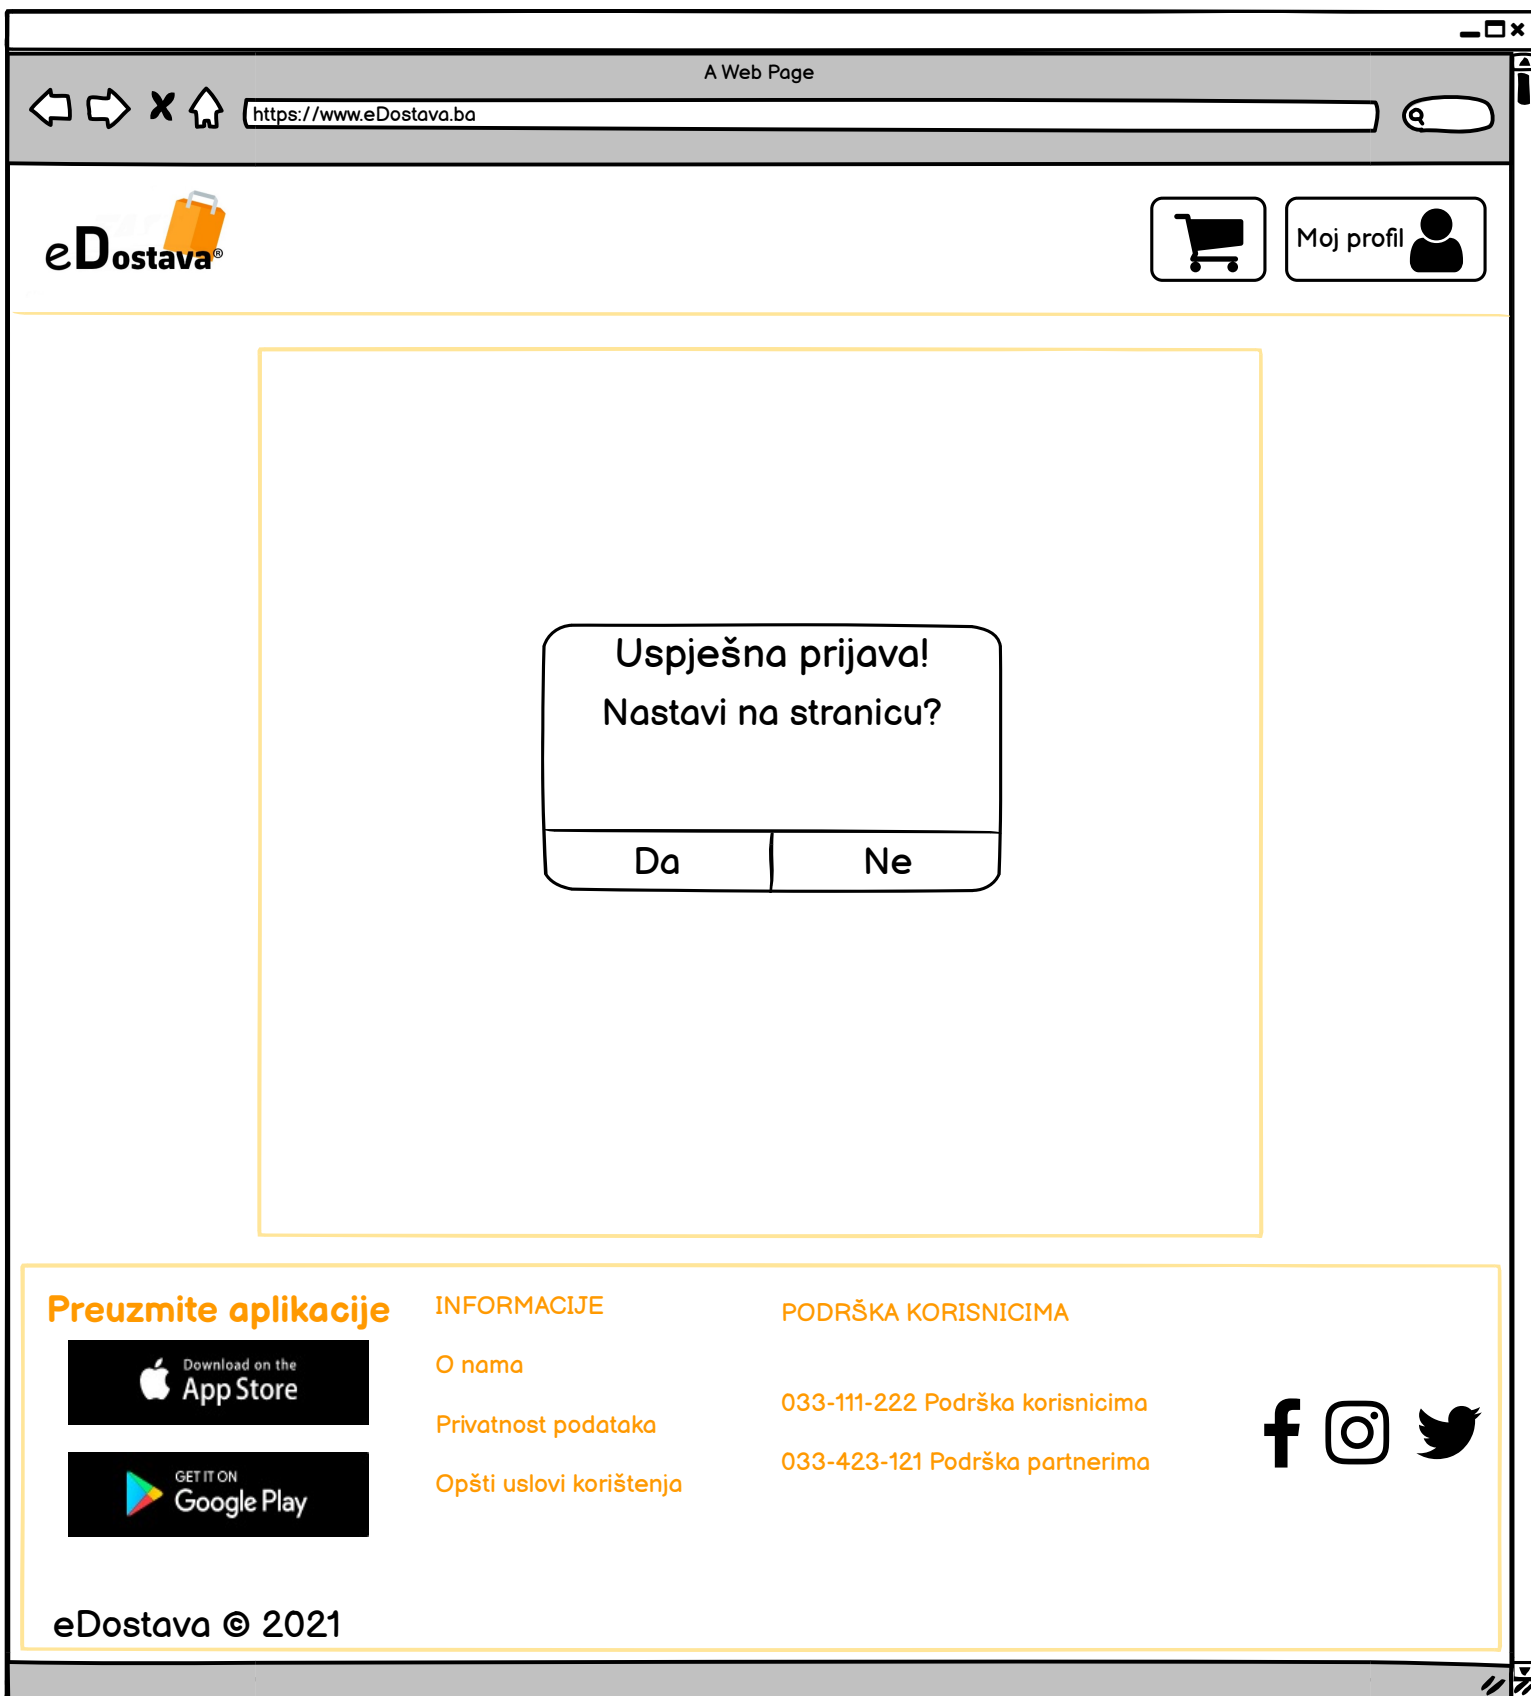 A Web Page
https://www.eDostava.ba
eDostava®
Moj profil
Uspješna prijava!
Nastavi na stranicu?
Da
Ne
Preuzmite aplikacije
Download on the
App Store
GET IT ON
Google Play
INFORMACIJE
O nama
Privatnost podataka
Opšti uslovi korištenja
PODRŠKA KORISNICIMA
033-111-222 Podrška korisnicima
033-423-121 Podrška partnerima
eDostava © 2021